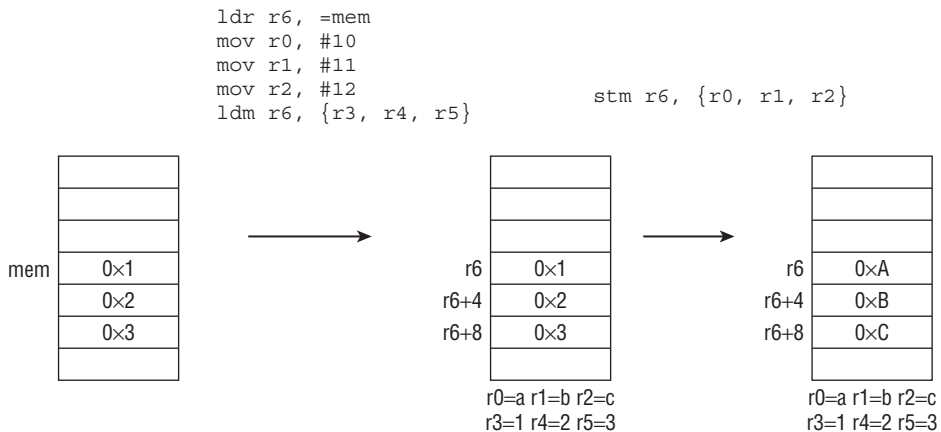 ldr r6, =mem
mov r0, #10
mov r1, #11
mov r2, #12
ldm r6, {r3, r4, r5}
stm r6, {r0, r1, r2}
mem 0×1
0×2
0×3
r6 0×1
r6+4 0×2
r6+8 0×3
r0=a r1=b r2=c
r3=1 r4=2 r5=3
r6 0×A
r6+4 0×B
r6+8 0×C
r0=a r1=b r2=c
r3=1 r4=2 r5=3